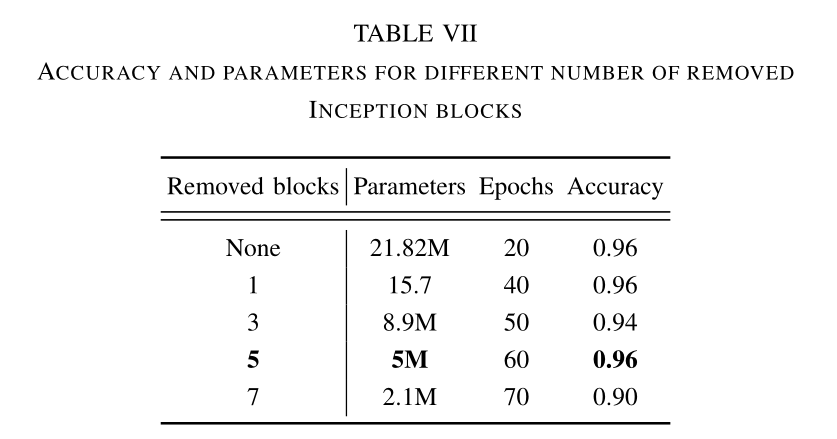 TABLE VII
ACCURACY AND PARAMETERS FOR DIFFERENT NUMBER OF REMOVED
INCEPTION BLOCKS
Removed blocks Parameters Epochs Accuracy
None 21.82M 20 0.96
1 15.7 40 0.96
3 8.9M 50 0.94
5 5M 60 0.96
7 2.1M 70 0.90